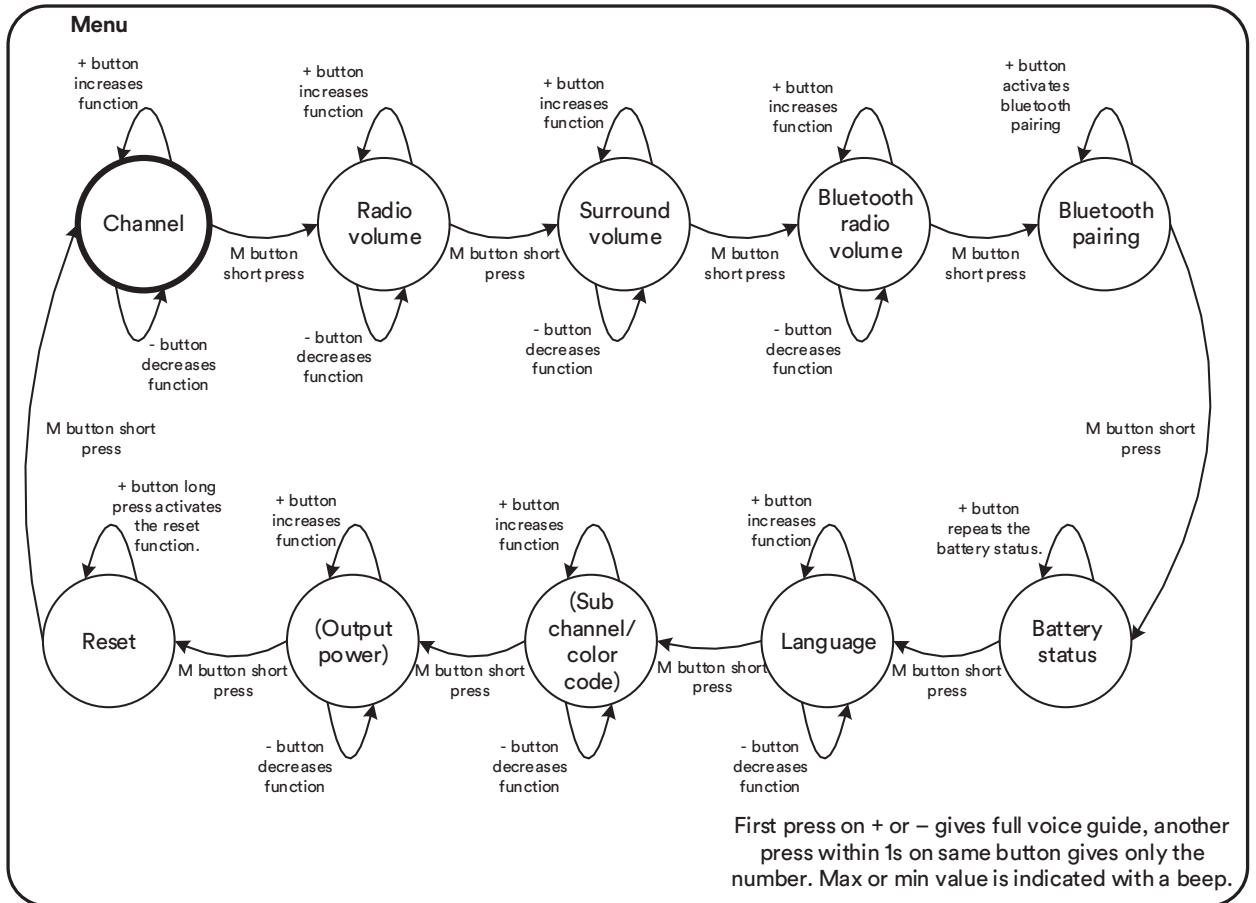 Menu
+ button
increases
function
+ button
increases
function
+ button
increases
function
+ button
increases
function
+ button
activates
bluetooth
pairing
Channel
Radio
volume
Surround
volume
Bluetooth
radio
volume
Bluetooth
pairing
M button
short press
M button short
press
M button
short press
M button
short press
- button
decreases
function
- button
decreases
function
- button
decreases
function
- button
decreases
function
M button short
press
M button short
press
+ button long
press activates
the reset
function.
+ button
increases
function
+ button
increases
function
+ button
increases
function
+ button
repeats the
battery status.
Reset
(Output
power)
(Sub
channel/
color
code)
Language
Battery
status
M button short
press
M button short
press
M button short
press
M button short
press
- button
decreases
function
- button
decreases
function
- button
decreases
function
First press on + or – gives full voice guide, another
press within 1s on same button gives only the
number. Max or min value is indicated with a beep.